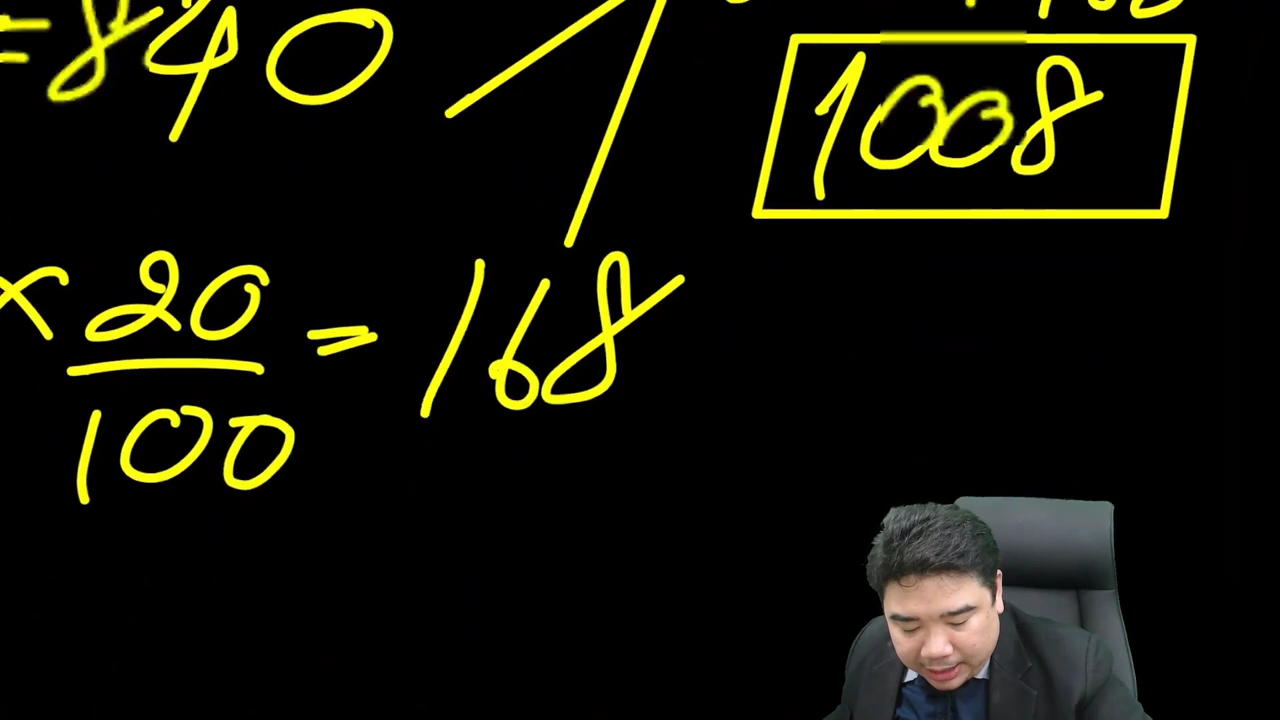 =840
1008
× 20/100 = 168